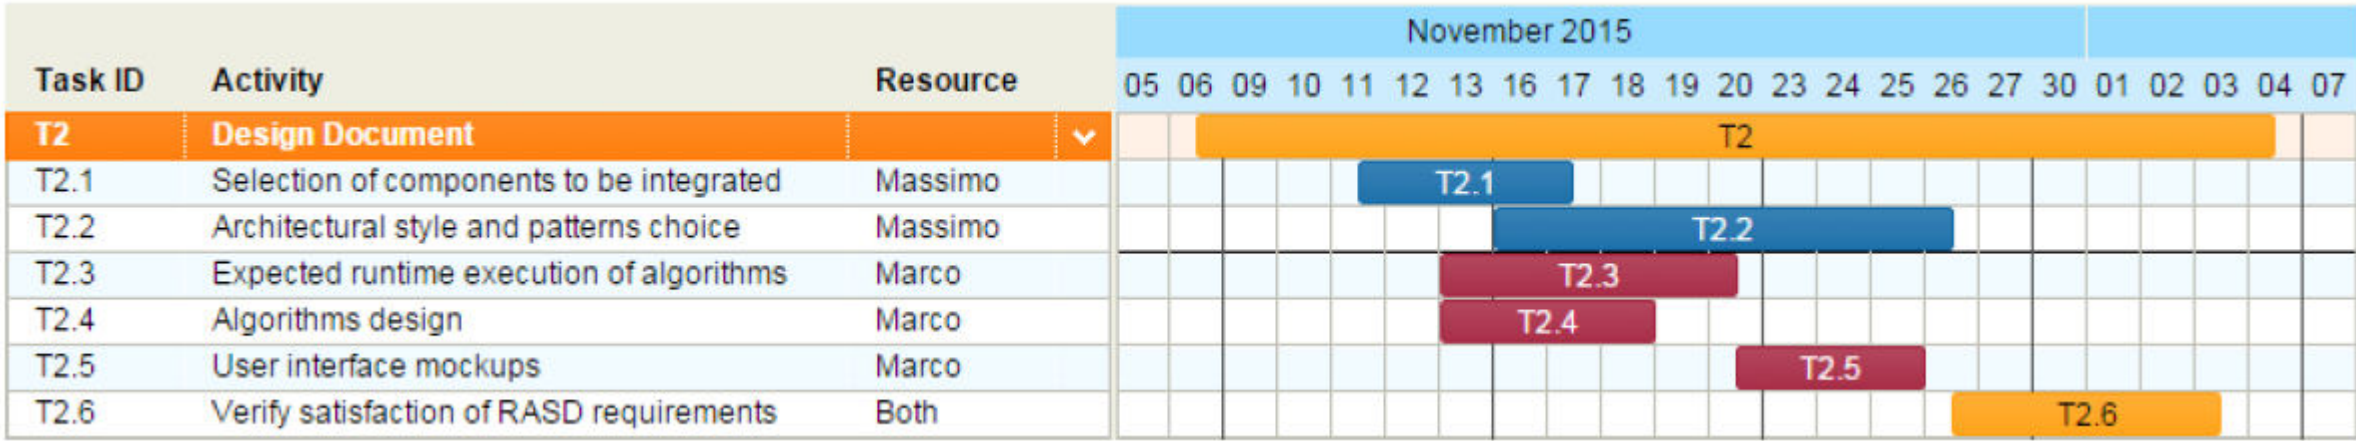 November 2015
Task ID Activity Resource 05 06 09 10 11 12 13 16 17 18 19 20 23 24 25 26 27 30 01 02 03 04 07
T2 Design Document T2
T2.1 Selection of components to be integrated Massimo T2.1
T2.2 Architectural style and patterns choice Massimo T2.2
T2.3 Expected runtime execution of algorithms Marco T2.3
T2.4 Algorithms design Marco T2.4
T2.5 User interface mockups Marco T2.5
T2.6 Verify satisfaction of RASD requirements Both T2.6